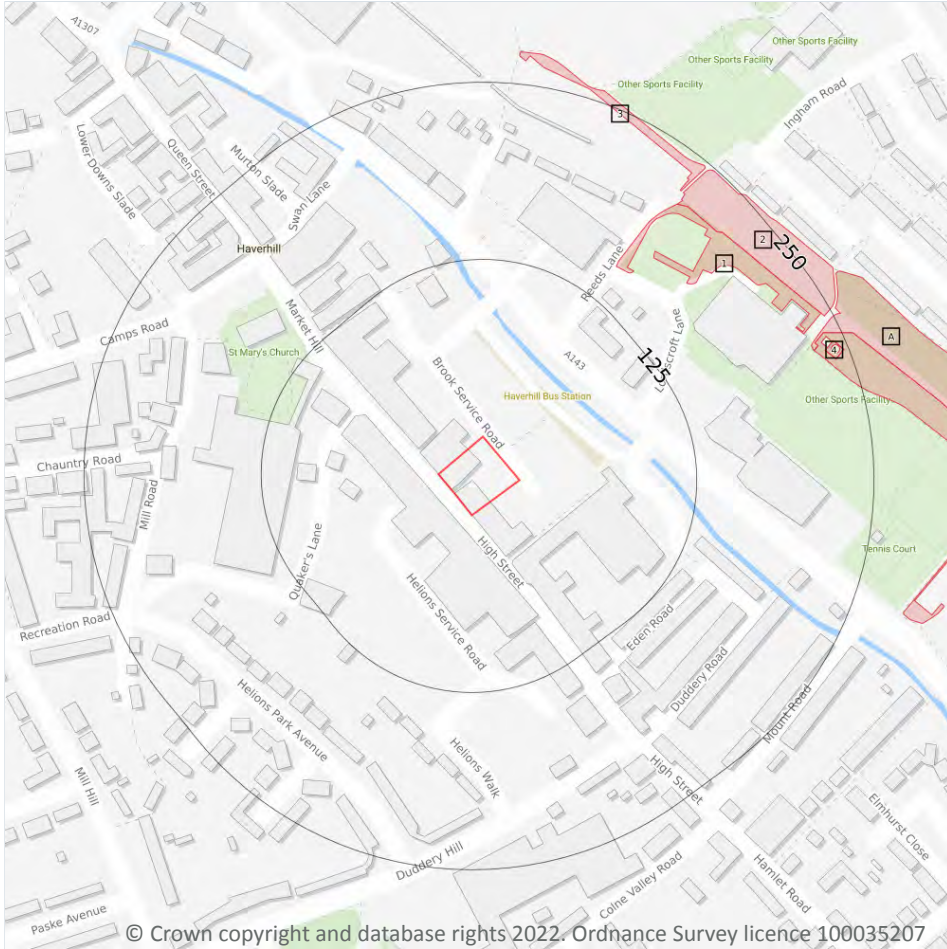 A1307
Other Sports Facility
Other Sports Facility
Other Sports Facility
3
Ingham Road
Lower Downs Slade
Queen Street
Murton Slade
Swan Lane
Haverhill
2
250
1
Reeds Lane
Market Hill
Camps Road
St Mary's Church
A
4
A143
125
Brook Service Road
Haverhill Bus Station
Other Sports Facility
Chauntry Road
Mill Road
Quaker's Lane
High Street
Tennis Court
Helions Service Road
Eden Road
Recreation Road
Duddery Road
Helions Park Avenue
Mount Road
Helions Walk
Mill Hill
High Street
Elmhurst Close
Duddery Hill
Hamlet Road
Colne Valley Road
Paske Avenue
© Crown copyright and database rights 2022. Ordnance Survey licence 100035207